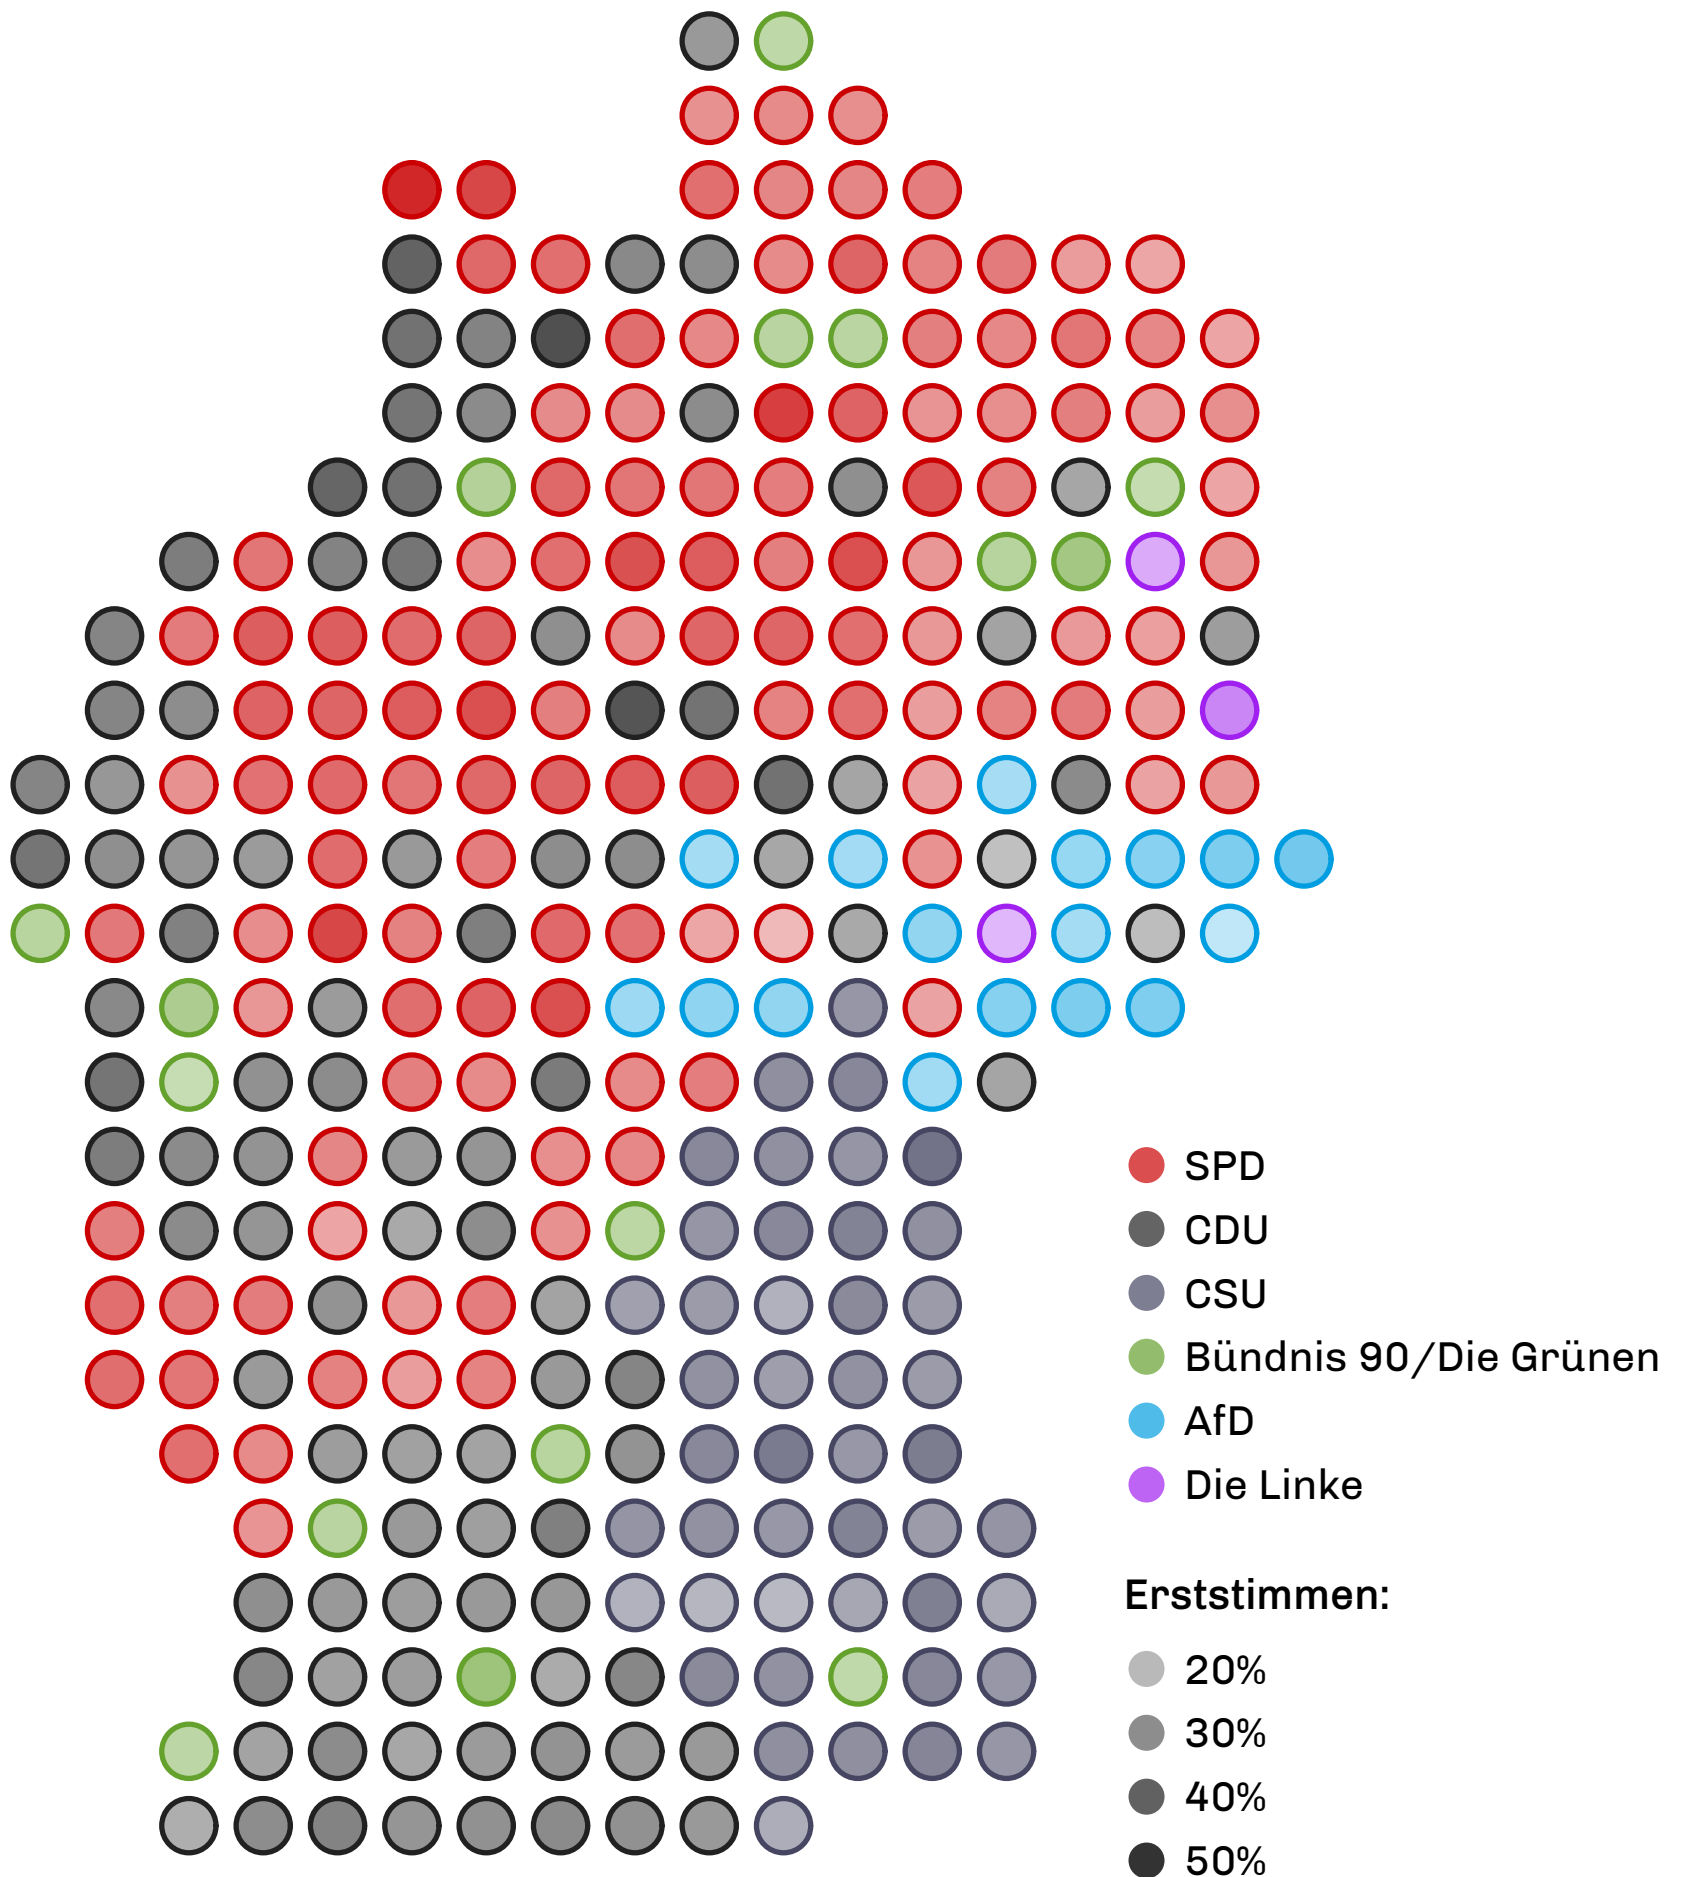 SPD
CDU
CSU
Bündnis 90/Die Grünen
AfD
Die Linke
Erststimmen:
20%
30%
40%
50%